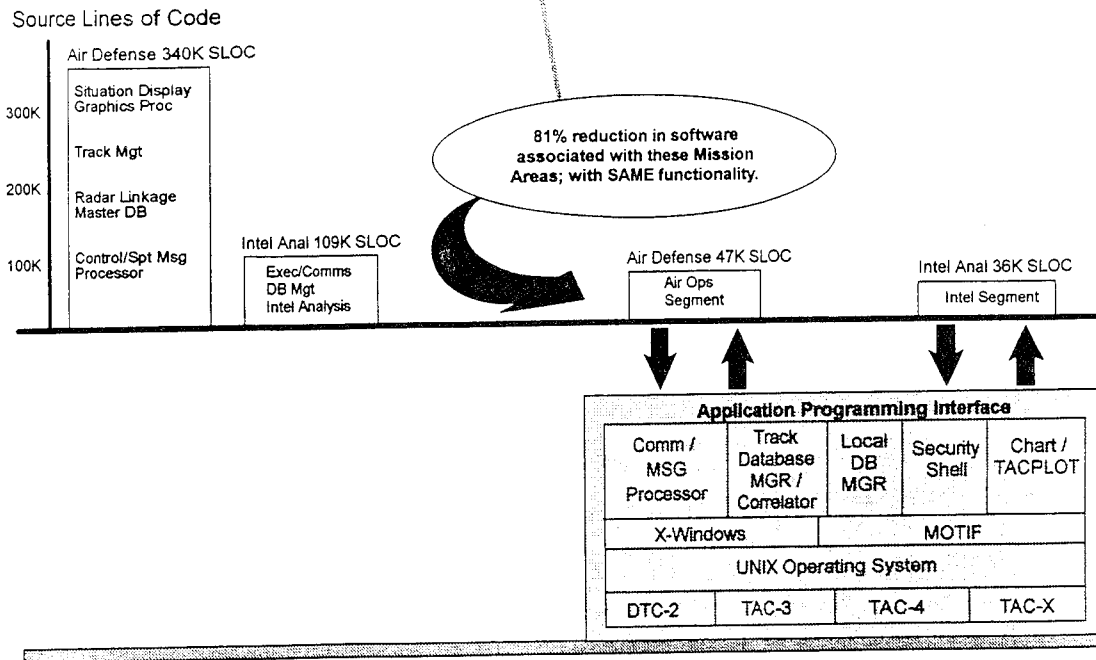 Source Lines of Code
Air Defense 340K SLOC
300K
200K
100K
Situation Display
Graphics Proc
Track Mgt
Radar Linkage
Master DB
Control/Spt Msg
Processor
Intel Anal 109K SLOC
Exec/Comms
DB Mgt
Intel Analysis
81% reduction in software
associated with these Mission
Areas; with SAME functionality.
Air Defense 47K SLOC
Air Ops
Segment
Intel Anal 36K SLOC
Intel Segment
Application Programming Interface
Comm /
MSG
Processor
Track
Database
MGR /
Correlator
Local
DB
MGR
Security
Shell
Chart /
TACPLOT
X-Windows
MOTIF
UNIX Operating System
DTC-2
TAC-3
TAC-4
TAC-X